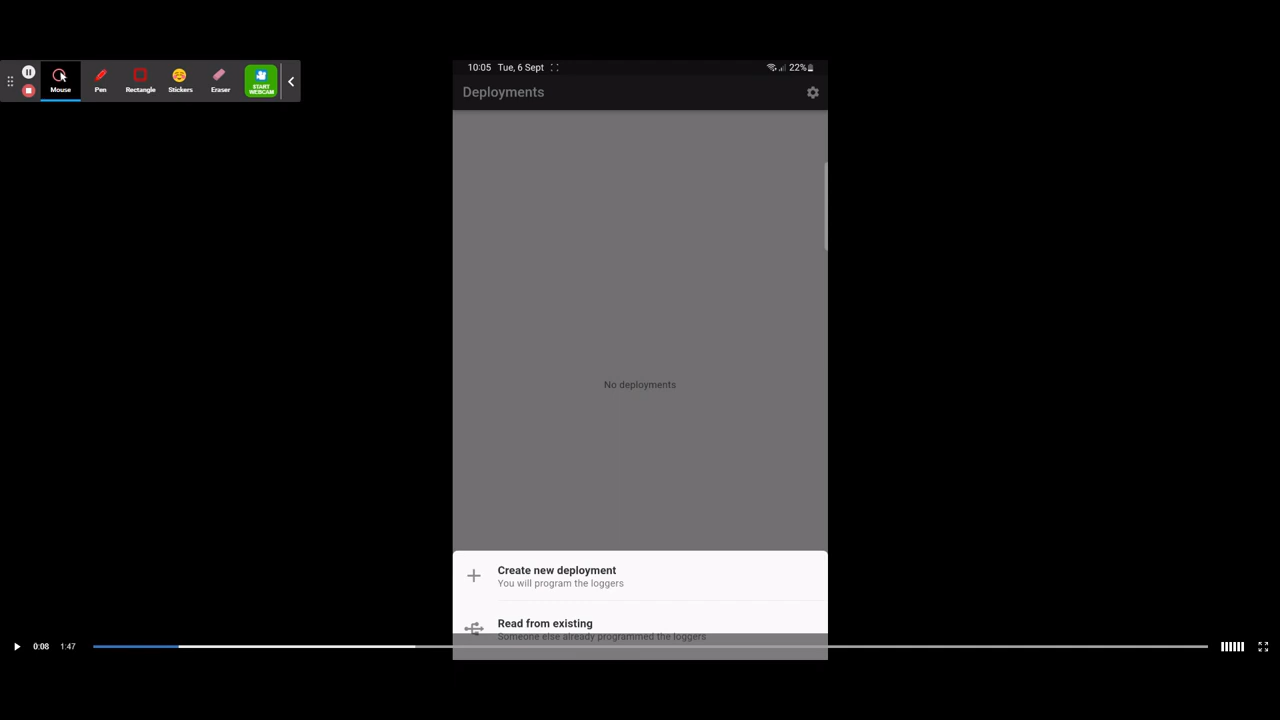 10:05 Tue, 6 Sept 22%
Deployments
Mouse Pen Rectangle Stickers Eraser START WEBCAM
No deployments
Create new deployment
You will program the loggers
Read from existing
Someone else already programmed the loggers
0:08 1:47